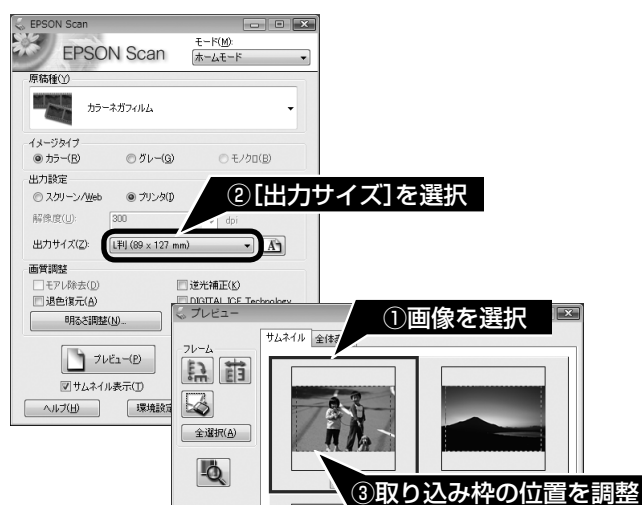 EPSON Scan
EPSON Scan
モード(M):
ホームモード
原稿種(Y)
カラーネガフィルム
イメージタイプ
カラー(R)
グレー(G)
モノクロ(B)
出力設定
スクリーン/Web
プリンタ(I)
②[出力サイズ]を選択
解像度(U):
300
dpi
出力サイズ(Z):
L判 (89 x 127 mm)
画質調整
モアレ除去(D)
逆光補正(K)
退色復元(A)
DIGITAL ICE Technology
明るさ調整(N)...
プレビュー(P)
サムネイル表示(T)
ヘルプ(H)
環境設定
プレビュー
①画像を選択
サムネイル
全体
フレーム
全選択(A)
③取り込み枠の位置を調整